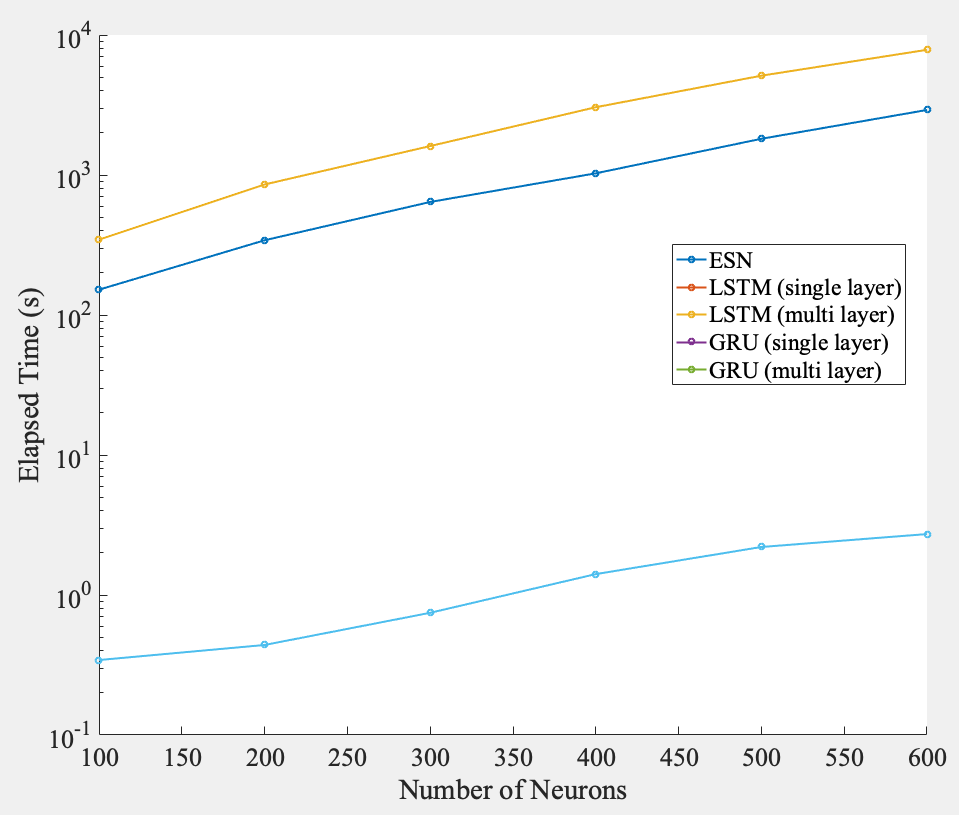 10^4
10^3
10^2
10^1
10^0
10^-1
Elapsed Time (s)
ESN
LSTM (single layer)
LSTM (multi layer)
GRU (single layer)
GRU (multi layer)
100 150 200 250 300 350 400 450 500 550 600
Number of Neurons